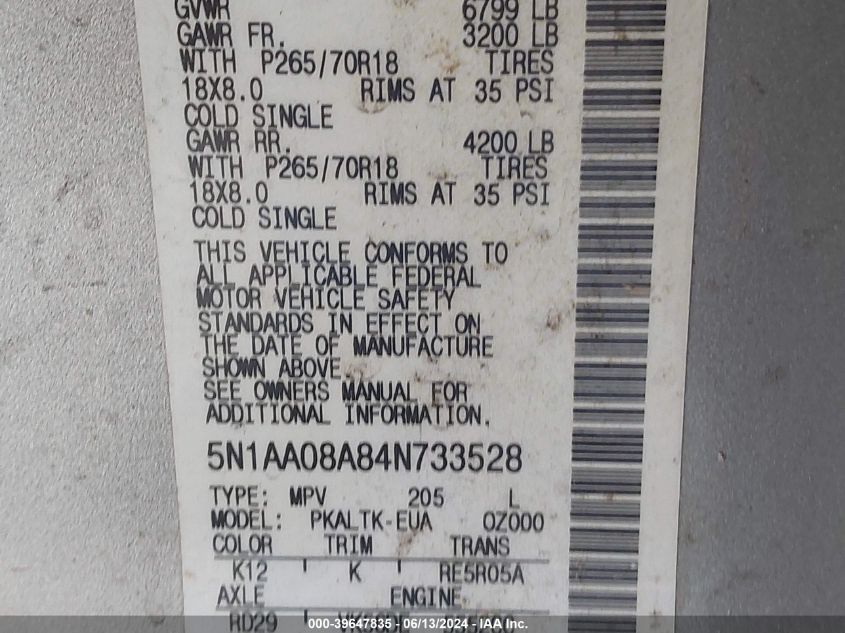 GVWR 6799 LB
GAWR FR. 3200 LB
WITH P265/70R18 TIRES
18X8.0 RIMS AT 35 PSI
COLD SINGLE
GAWR RR. 4200 LB
WITH P265/70R18 TIRES
18X8.0 RIMS AT 35 PSI
COLD SINGLE
THIS VEHICLE CONFORMS TO
ALL APPLICABLE FEDERAL
MOTOR VEHICLE SAFETY
STANDARDS IN EFFECT ON
THE DATE OF MANUFACTURE
SHOWN ABOVE.
SEE OWNERS MANUAL FOR
ADDITIONAL INFORMATION.
5N1AA08A84N733528
TYPE: MPV 205 L
MODEL: PKALTK-EUA 0Z000
COLOR TRIM TRANS
K12 K RE5R05A
AXLE ENGINE
RD29
000-39647835 - 06/13/2024 - IAA Inc.